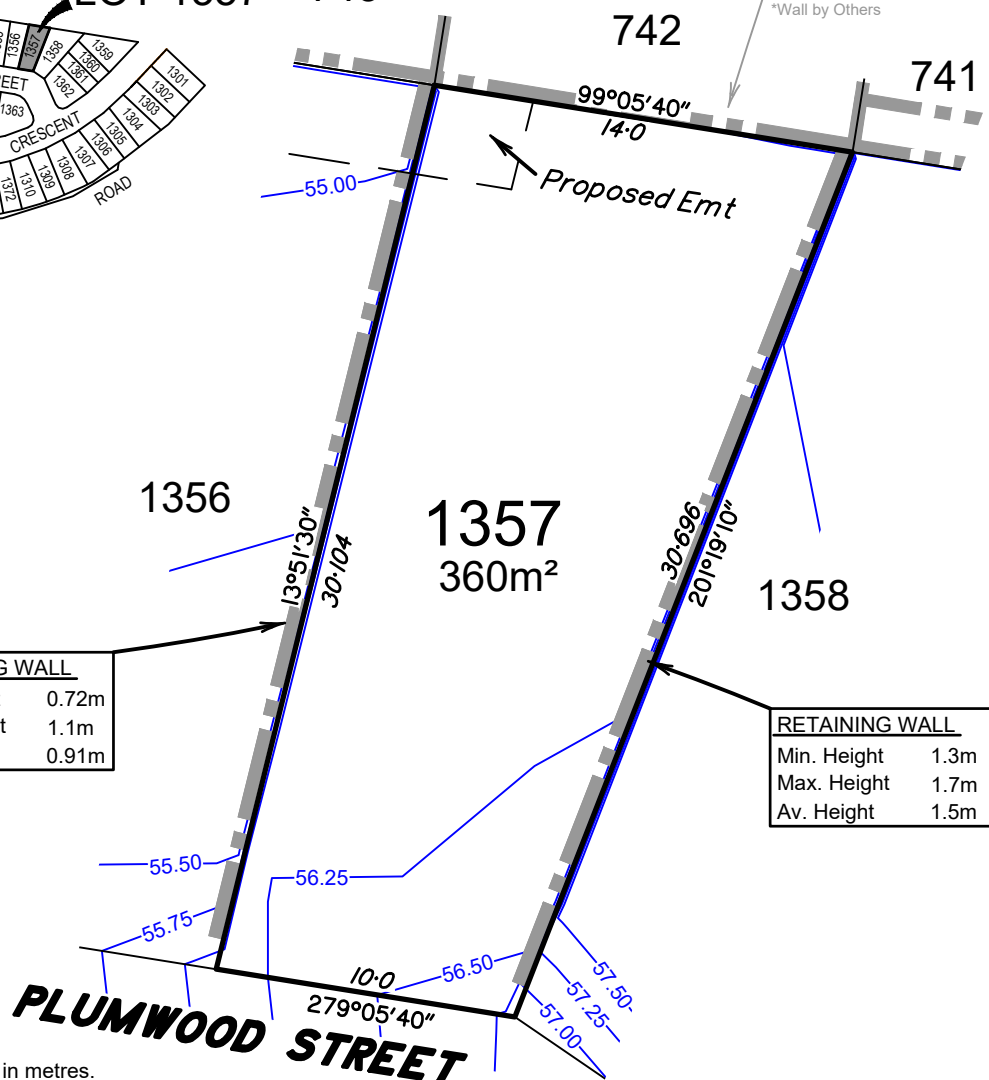 *Wall by Others
742
741
1356
1357
1358
1359
1360
1361
1362
1363
REET
CRESCENT
ROAD
1301
1302
1303
1304
1305
1306
1307
1308
1309
1310
1372
99°05'40"
14·0
Proposed Emt
55.00
1356
13°51'30"
30·104
1357
360m²
30·696
201°19'10"
1358
G WALL
0.72m
t 1.1m
0.91m
RETAINING WALL
Min. Height 1.3m
Max. Height 1.7m
Av. Height 1.5m
55.50
56.25
55.75
56.50
57.50
57.25
57.00
10·0
279°05'40"
PLUMWOOD STREET
in metres.